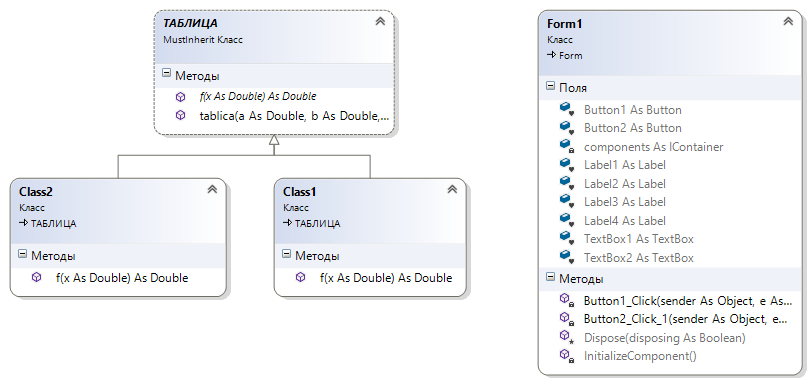 ТАБЛИЦА
MustInherit Класс
Методы
f(x As Double) As Double
tablica(a As Double, b As Double,...
Class2
Класс
ТАБЛИЦА
Методы
f(x As Double) As Double
Class1
Класс
ТАБЛИЦА
Методы
f(x As Double) As Double
Form1
Класс
Form
Поля
Button1 As Button
Button2 As Button
components As IContainer
Label1 As Label
Label2 As Label
Label3 As Label
Label4 As Label
TextBox1 As TextBox
TextBox2 As TextBox
Методы
Button1_Click(sender As Object, e As...
Button2_Click_1(sender As Object, e...
Dispose(disposing As Boolean)
InitializeComponent()